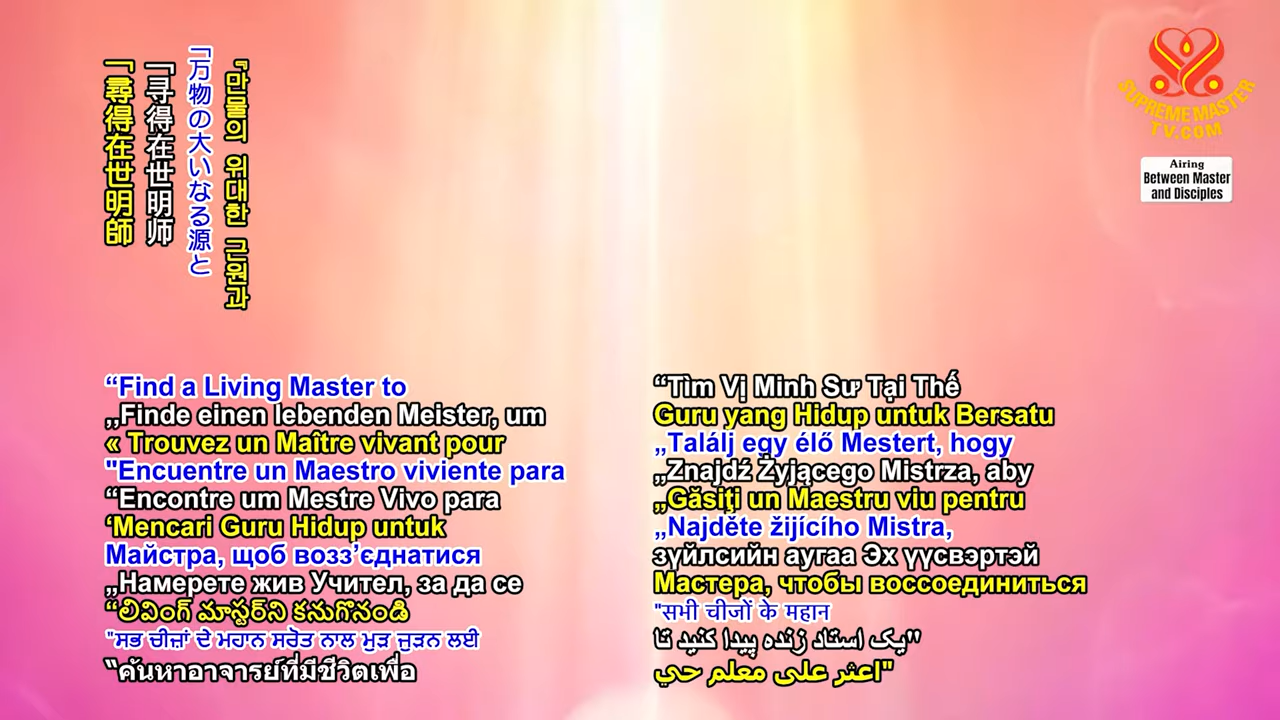 「尋得在世明師
「寻得在世明师
「万物の大いなる源と
『만물의 위대한 근원과
SUPREME MASTER
TV.COM
Airing
Between Master
and Disciples
“Find a Living Master to
„Finde einen lebenden Meister, um
« Trouvez un Maître vivant pour
"Encuentre un Maestro viviente para
“Encontre um Mestre Vivo para
‘Mencari Guru Hidup untuk
Майстра, щоб возз’єднатися
„Намерете жив Учител, за да се
“లివింగ్ మాస్టర్‌ని కనుగొనండి
"ਸਭ ਚੀਜ਼ਾਂ ਦੇ ਮਹਾਨ ਸਰੋਤ ਨਾਲ ਮੁੜ ਜੁੜਨ ਲਈ
“ค้นหาอาจารย์ที่มีชีวิตเพื่อ
“Tìm Vị Minh Sư Tại Thế
Guru yang Hidup untuk Bersatu
„Találj egy élő Mestert, hogy
„Znajdź Żyjącego Mistrza, aby
„Găsiţi un Maestru viu pentru
„Najděte žijícího Mistra,
зүйлсийн аугаа Эх үүсвэртэй
Мастера, чтобы воссоединиться
"सभी चीजों के महान
"یک استاد زنده پیدا کنید تا
"اعثر على معلم حي